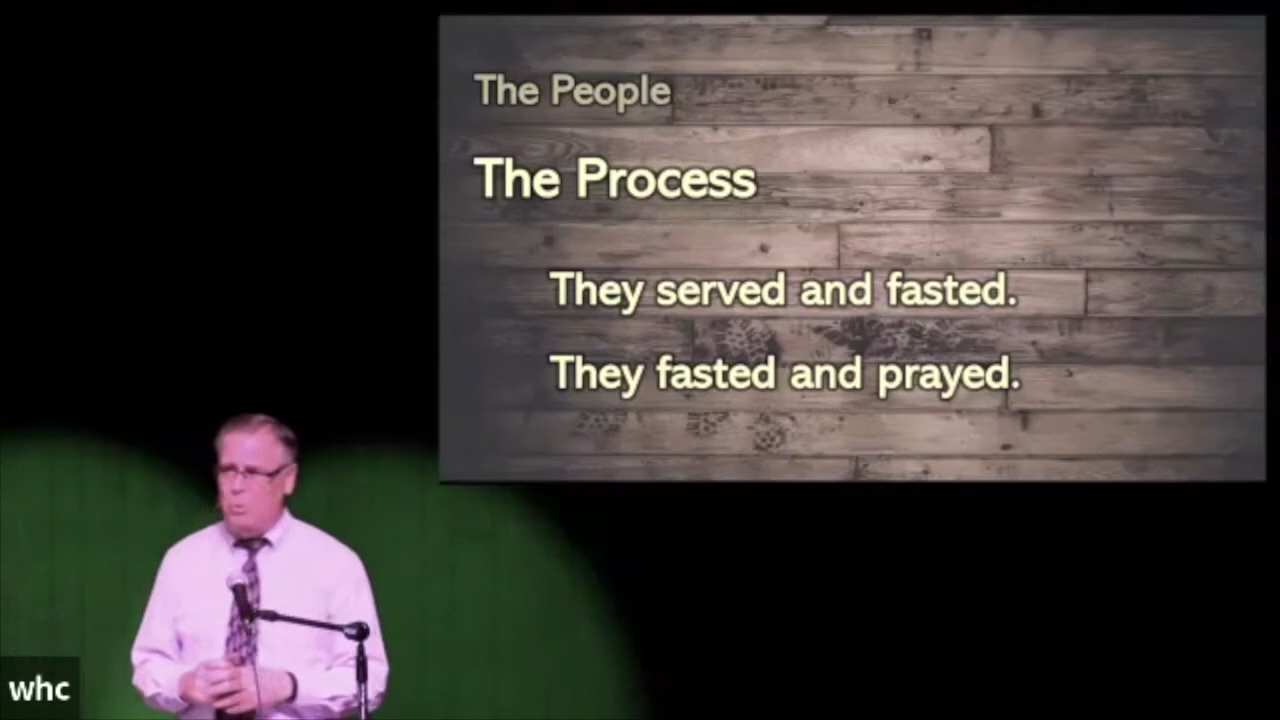 The People
The Process
They served and fasted.
They fasted and prayed.
whc